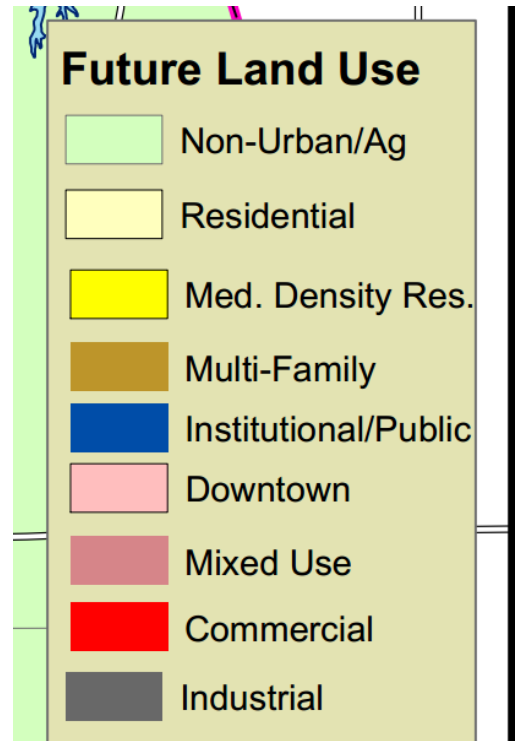 Future Land Use
Non-Urban/Ag
Residential
Med. Density Res.
Multi-Family
Institutional/Public
Downtown
Mixed Use
Commercial
Industrial